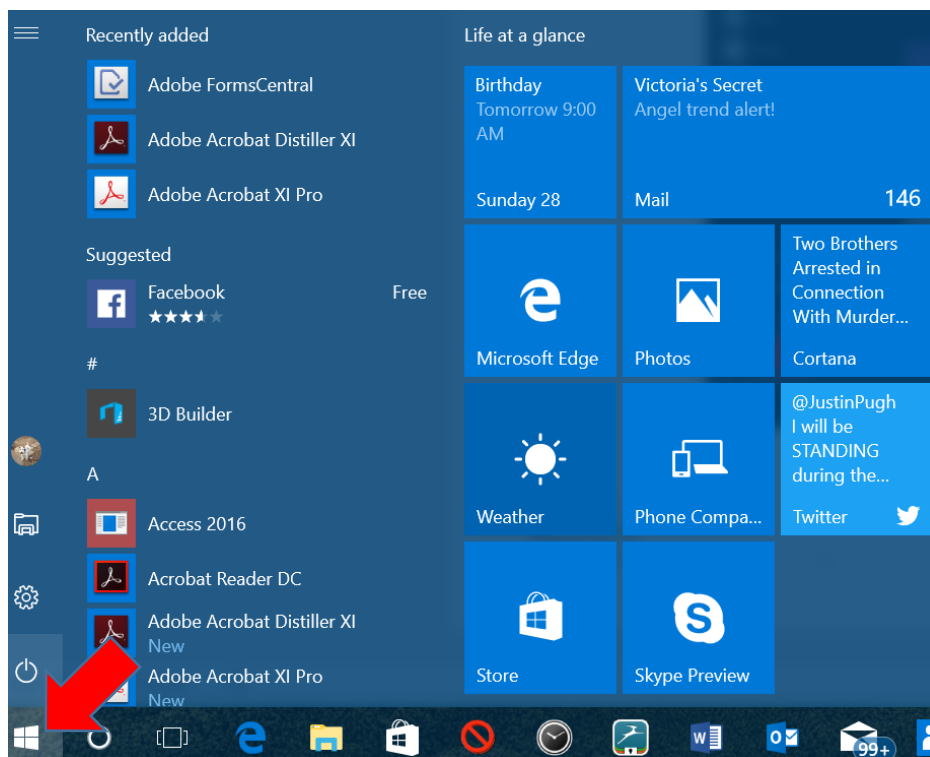 Recently added
Adobe FormsCentral
Adobe Acrobat Distiller XI
Adobe Acrobat XI Pro
Suggested
Facebook
Free
#
3D Builder
A
Access 2016
Acrobat Reader DC
Adobe Acrobat Distiller XI
New
Adobe Acrobat XI Pro
New
Life at a glance
Birthday
Tomorrow 9:00
AM
Sunday 28
Victoria's Secret
Angel trend alert!
Mail
146
Microsoft Edge
Photos
Two Brothers
Arrested in
Connection
With Murder...
Cortana
Weather
Phone Compa...
@JustinPugh
I will be
STANDING
during the...
Twitter
Store
Skype Preview
99+